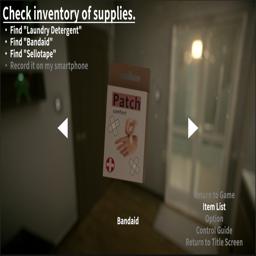 Check inventory of supplies.
• Find "Laundry Detergent"
• Find "Bandaid"
• Find "Sellotape"
• Record it on my smartphone
Patch
Bandaid
Return to Game
Item List
Option
Control Guide
Return to Title Screen